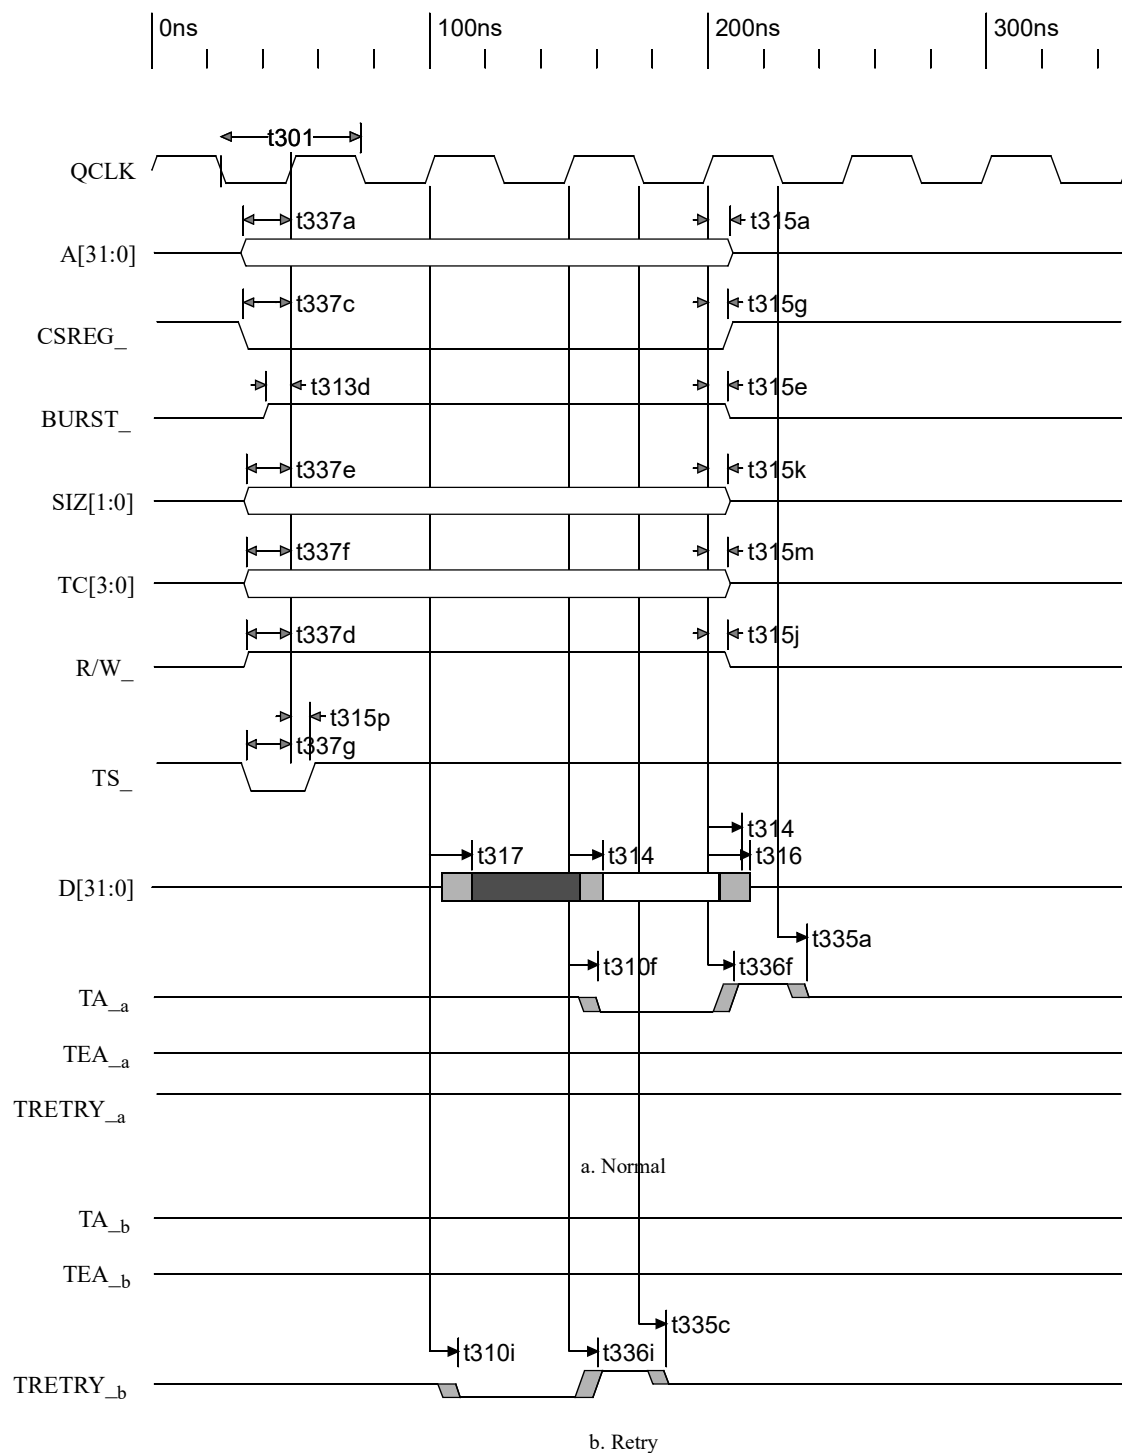 0ns 100ns 200ns 300ns
t301
QCLK
t337a t315a
A[31:0]
t337c t315g
CSREG_
t313d t315e
BURST_
t337e t315k
SIZ[1:0]
t337f t315m
TC[3:0]
t337d t315j
R/W_
t315p
t337g
TS_
t314
t317 t314 t316
D[31:0]
t335a
t310f t336f
TA_a
TEA_a
TRETRY_a
a. Normal
TA_b
TEA_b
t335c
t310i t336i
TRETRY_b
b. Retry